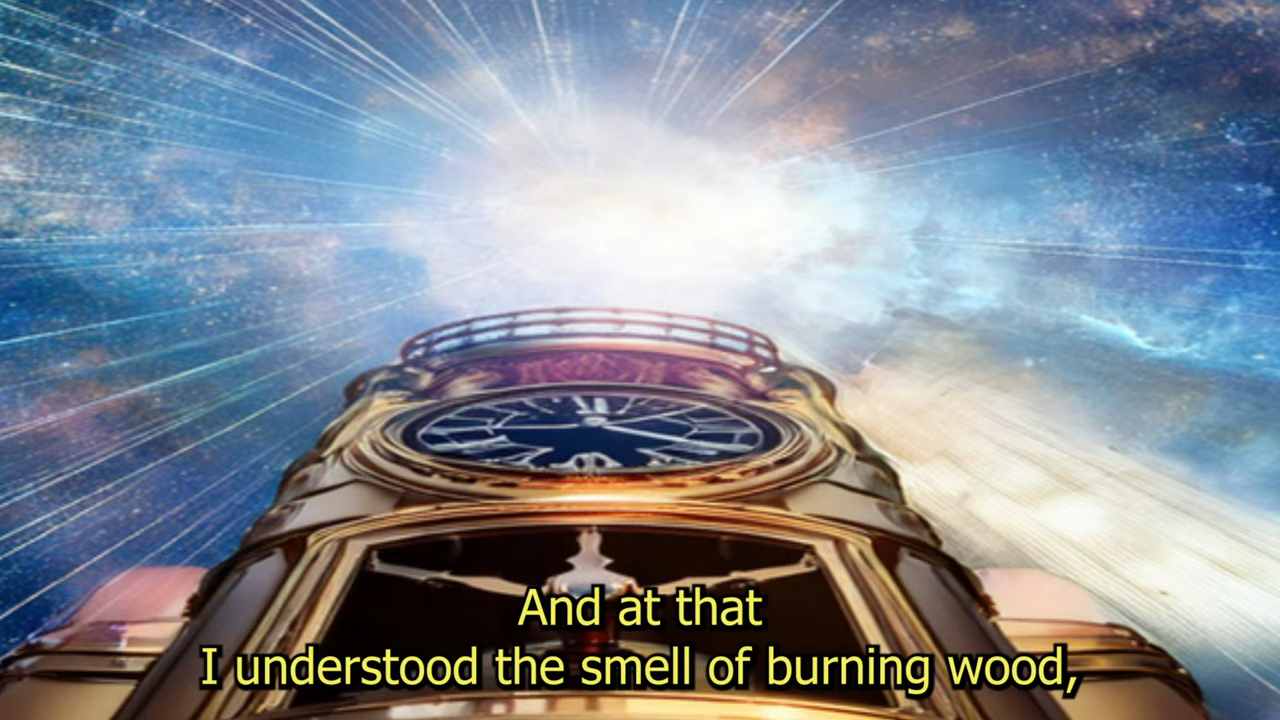 And at that
I understood the smell of burning wood,